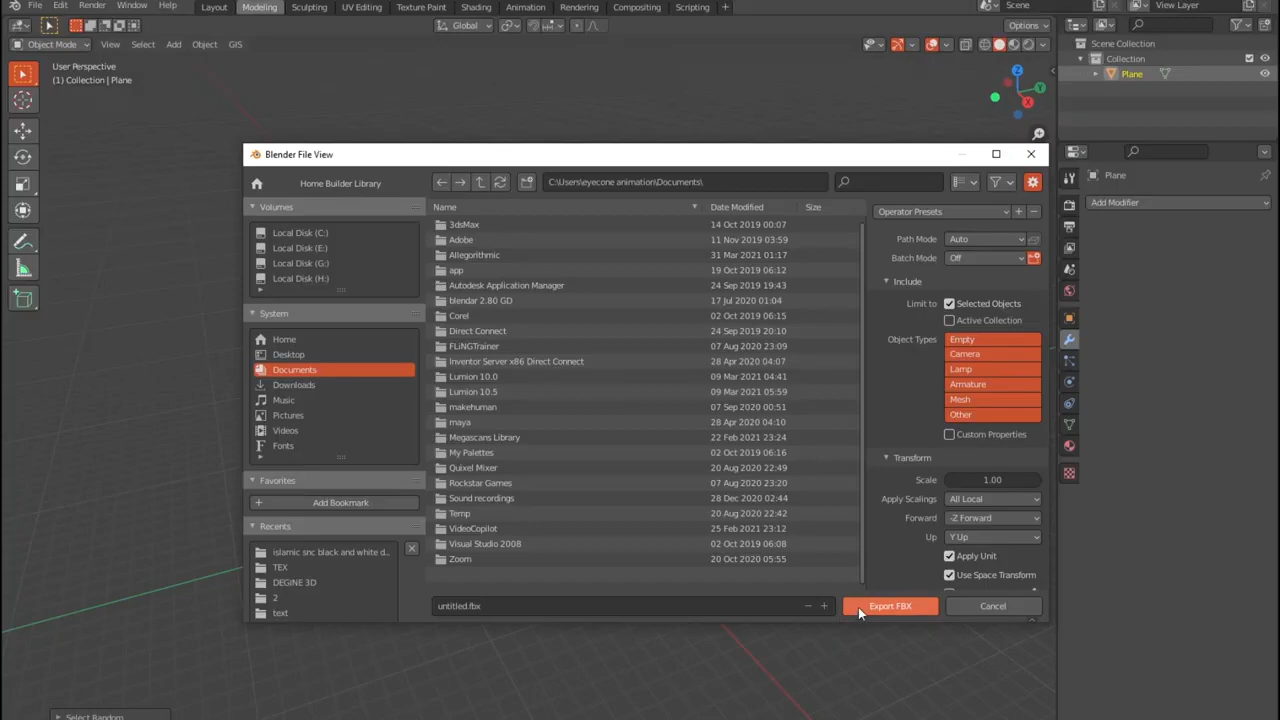 File Edit Render Window Help Layout Modeling Sculpting UV Editing Texture Paint Shading Animation Rendering Compositing Scripting + Scene View Layer
Global Options
Object Mode View Select Add Object GIS
User Perspective
(1) Collection | Plane
Scene Collection
Collection
Plane
Plane
Add Modifier
Z
Y
X
Blender File View
Home Builder Library
C:\Users\eyecone animation\Documents\
Volumes
Local Disk (C:)
Local Disk (E:)
Local Disk (G:)
Local Disk (H:)
System
Home
Desktop
Documents
Downloads
Music
Pictures
Videos
Fonts
Favorites
Add Bookmark
Recents
islamic snc black and white d...
TEX
DEGINE 3D
2
text
Name Date Modified Size
3dsMax 14 Oct 2019 00:07
Adobe 11 Nov 2019 03:59
Allegorithmic 31 Mar 2021 01:17
app 19 Oct 2019 06:12
Autodesk Application Manager 24 Sep 2019 19:43
blendar 2.80 GD 17 Jul 2020 01:04
Corel 02 Oct 2019 06:15
Direct Connect 24 Sep 2019 20:10
FLiNGTrainer 07 Aug 2020 23:09
Inventor Server x86 Direct Connect 28 Apr 2020 04:07
Lumion 10.0 09 Mar 2021 04:41
Lumion 10.5 09 Mar 2021 05:59
makehuman 07 Sep 2020 00:51
maya 28 Apr 2020 04:10
Megascans Library 22 Feb 2021 23:24
My Palettes 02 Oct 2019 06:16
Quixel Mixer 20 Aug 2020 22:49
Rockstar Games 07 Aug 2020 23:20
Sound recordings 28 Dec 2020 02:44
Temp 20 Aug 2020 22:42
VideoCopilot 25 Feb 2021 23:12
Visual Studio 2008 02 Oct 2019 06:08
Zoom 20 Oct 2020 05:55
untitled.fbx
Operator Presets
Path Mode Auto
Batch Mode Off
Include
Limit to Selected Objects
Active Collection
Object Types Empty
Camera
Lamp
Armature
Mesh
Other
Custom Properties
Transform
Scale 1.00
Apply Scalings All Local
Forward -Z Forward
Up Y Up
Apply Unit
Use Space Transform
Export FBX Cancel
Select Random